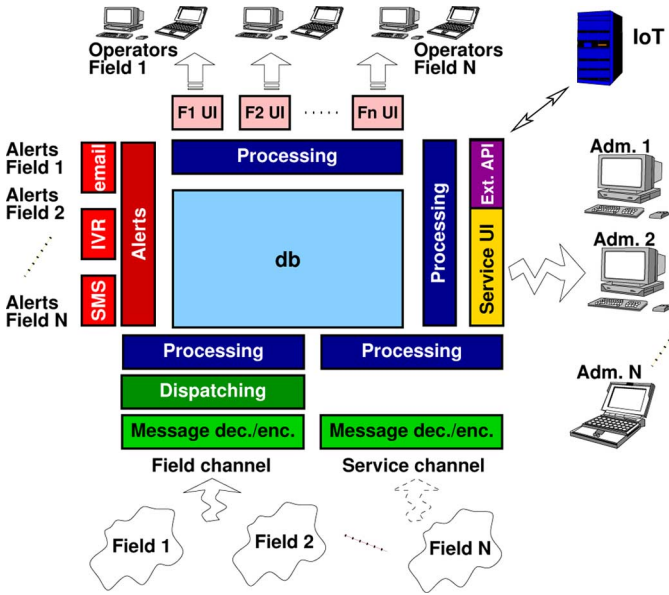 Operators
Field 1
Operators
Field N
IoT
F1 UI
F2 UI
Fn UI
Alerts
Field 1
Alerts
Field 2
Alerts
Field N
email
IVR
SMS
Alerts
Processing
db
Processing
Ext. API
Service UI
Adm. 1
Adm. 2
Adm. N
Processing
Processing
Dispatching
Message dec./enc.
Message dec./enc.
Field channel
Service channel
Field 1
Field 2
Field N